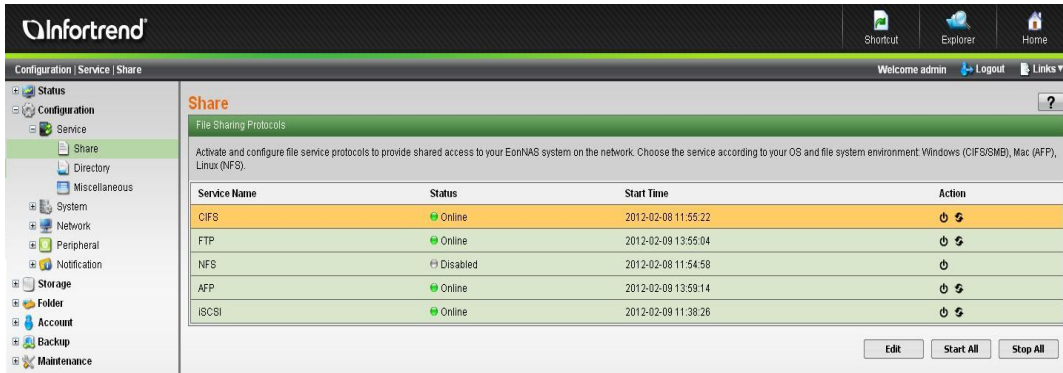 Infortrend
Shortcut
Explorer
Home
Configuration | Service | Share
Welcome admin
Logout
Links
Status
Configuration
Service
Share
Directory
Miscellaneous
System
Network
Peripheral
Notification
Storage
Folder
Account
Backup
Maintenance
Share
?
File Sharing Protocols
Activate and configure file service protocols to provide shared access to your EonNAS system on the network. Choose the service according to your OS and file system environment: Windows (CIFS/SMB), Mac (AFP),
Linux (NFS).
Service Name Status Start Time Action
CIFS Online 2012-02-08 11:55:22
FTP Online 2012-02-09 13:55:04
NFS Disabled 2012-02-08 11:54:58
AFP Online 2012-02-09 13:59:14
iSCSI Online 2012-02-09 11:38:26
Edit Start All Stop All